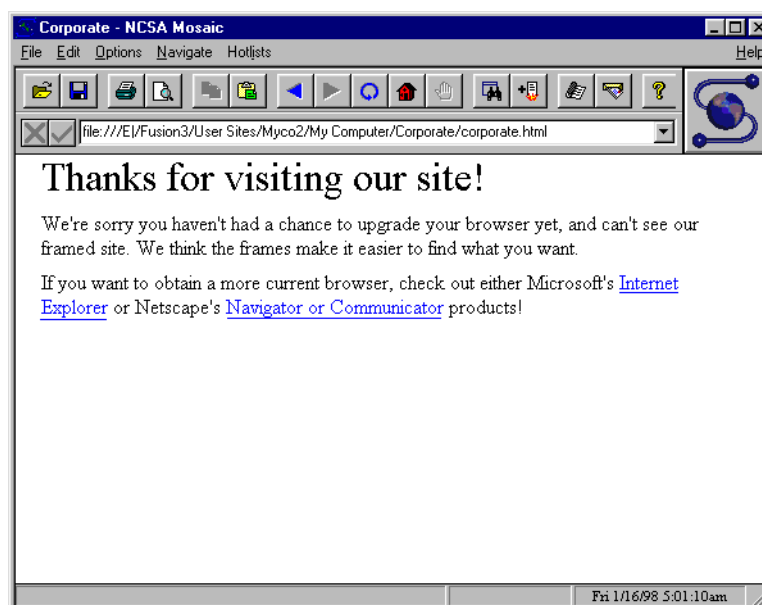 Corporate - NCSA Mosaic
File Edit Options Navigate Hotlists Help
file:///E|/Fusion3/User Sites/Myco2/My Computer/Corporate/corporate.html
Thanks for visiting our site!
We're sorry you haven't had a chance to upgrade your browser yet, and can't see our
framed site. We think the frames make it easier to find what you want.
If you want to obtain a more current browser, check out either Microsoft's Internet
Explorer or Netscape's Navigator or Communicator products!
Fri 1/16/98 5:01:10am